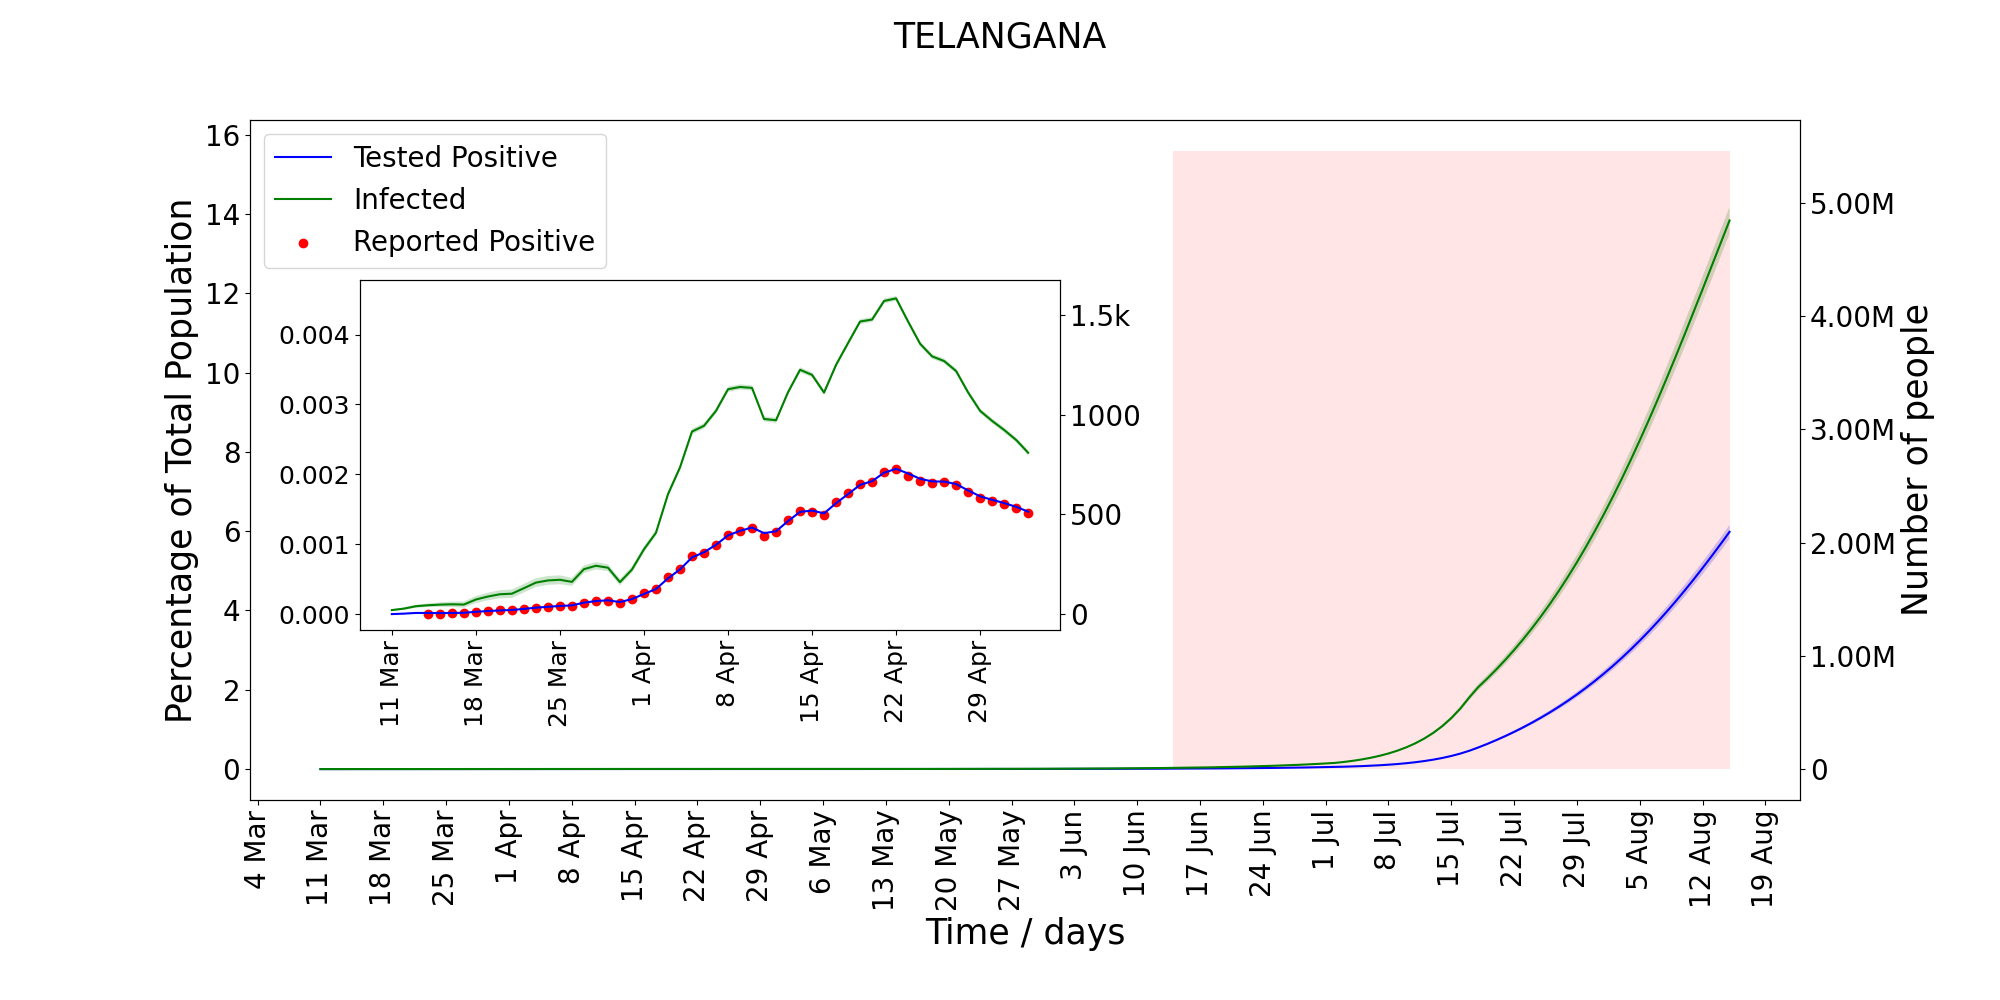 TELANGANA
Tested Positive
Infected
Reported Positive
Percentage of Total Population
16
14
12
10
8
6
4
2
0
0.004
0.003
0.002
0.001
0.000
1.5k
1000
500
0
11 Mar
18 Mar
25 Mar
1 Apr
8 Apr
15 Apr
22 Apr
29 Apr
5.00M
4.00M
3.00M
2.00M
1.00M
0
Number of people
4 Mar
11 Mar
18 Mar
25 Mar
1 Apr
8 Apr
15 Apr
22 Apr
29 Apr
6 May
13 May
20 May
27 May
3 Jun
10 Jun
17 Jun
24 Jun
1 Jul
8 Jul
15 Jul
22 Jul
29 Jul
5 Aug
12 Aug
19 Aug
Time / days